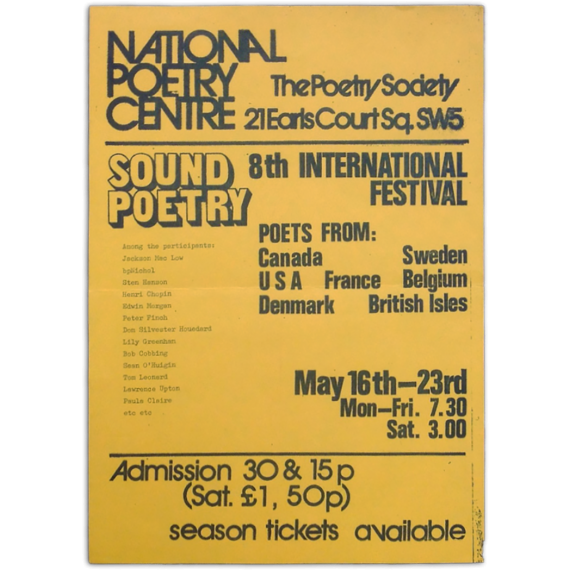 NATIONAL
POETRY
CENTRE
The Poetry Society
21 Earls Court Sq. SW5
SOUND
POETRY
8th INTERNATIONAL
FESTIVAL
POETS FROM:
Canada Sweden
USA France Belgium
Denmark British Isles
Among the participants:
Jackson Mac Low
bpNichol
Sten Hanson
Henri Chopin
Edwin Morgan
Peter Finch
Don Silvester Houedard
Lily Greenham
Bob Cobbing
Sean O'Huigin
Tom Leonard
Lawrence Upton
Paula Claire
etc etc
May 16th–23rd
Mon–Fri. 7.30
Sat. 3.00
Admission 30 & 15p
(Sat. £1, 50p)
season tickets available